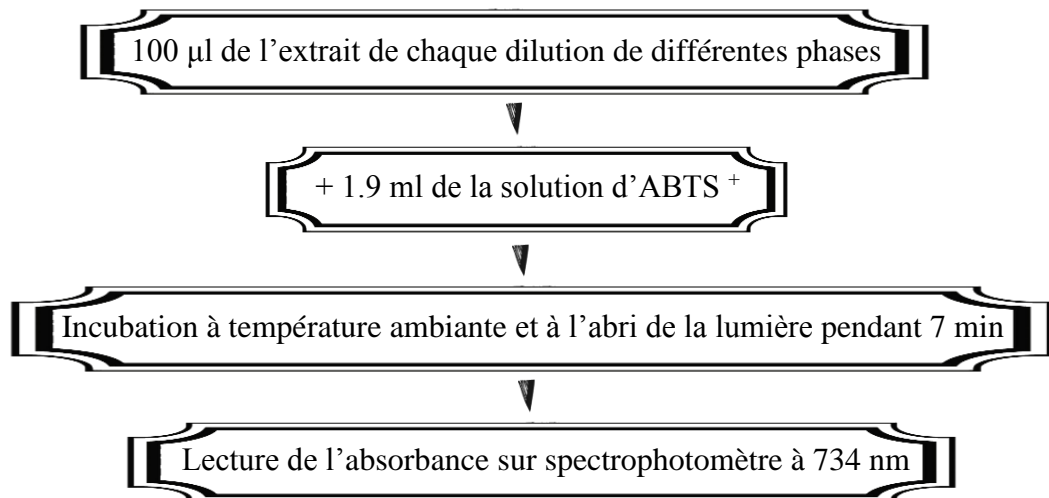 100 μl de l’extrait de chaque dilution de différentes phases
+ 1.9 ml de la solution d’ABTS ⁺
Incubation à température ambiante et à l’abri de la lumière pendant 7 min
Lecture de l’absorbance sur spectrophotomètre à 734 nm